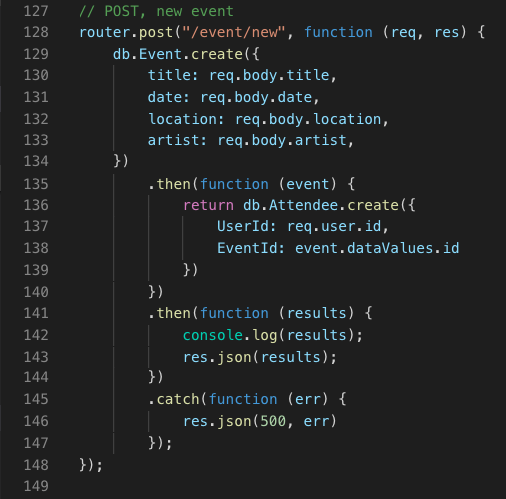 127 // POST, new event
128 router.post("/event/new", function (req, res) {
129     db.Event.create({
130         title: req.body.title,
131         date: req.body.date,
132         location: req.body.location,
133         artist: req.body.artist,
134     })
135         .then(function (event) {
136             return db.Attendee.create({
137                 UserId: req.user.id,
138                 EventId: event.dataValues.id
139             })
140         })
141         .then(function (results) {
142             console.log(results);
143             res.json(results);
144         })
145         .catch(function (err) {
146             res.json(500, err)
147         });
148 });
149